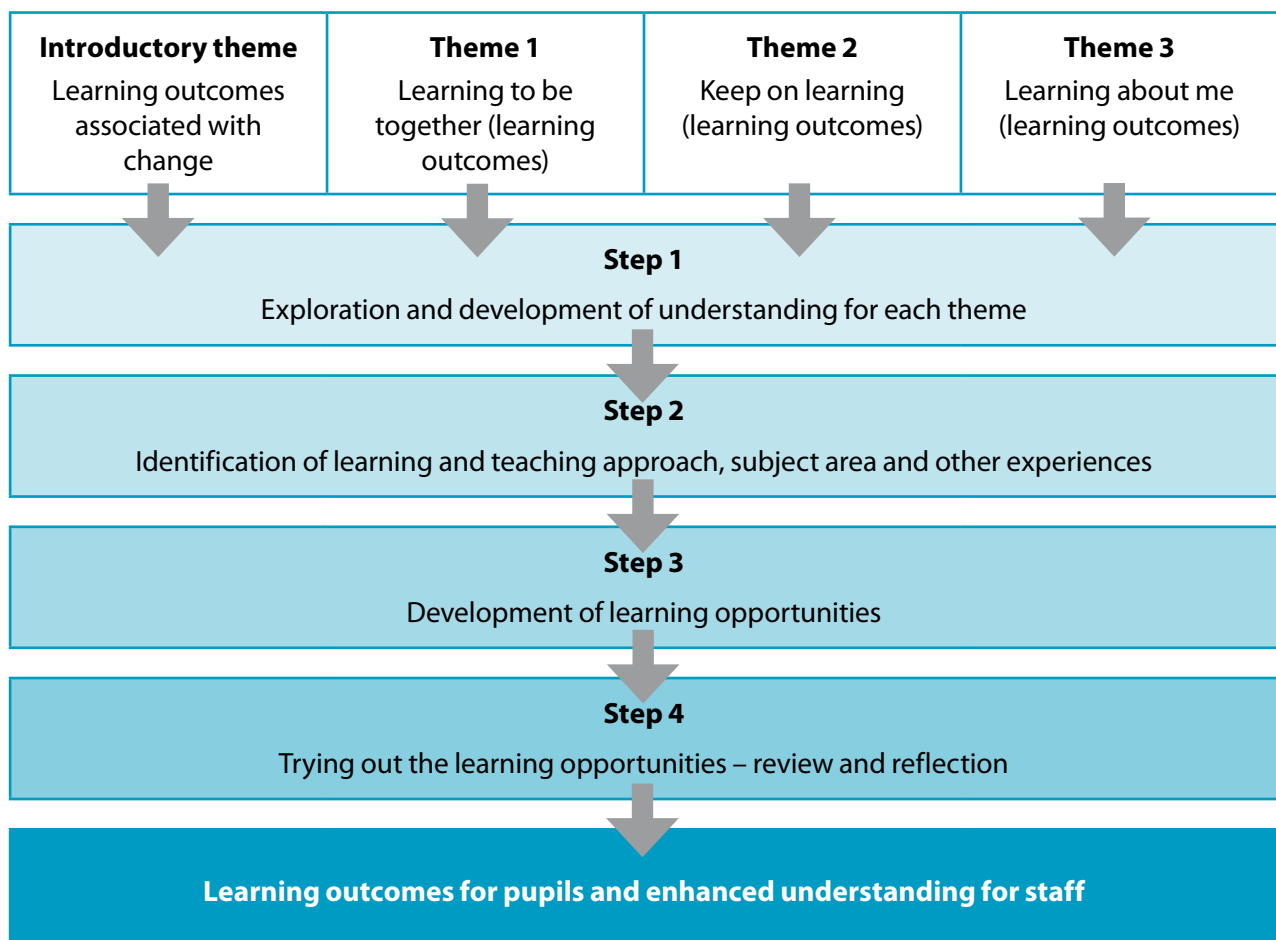 Introductory theme
Learning outcomes
associated with
change
Theme 1
Learning to be
together (learning
outcomes)
Theme 2
Keep on learning
(learning outcomes)
Theme 3
Learning about me
(learning outcomes)
Step 1
Exploration and development of understanding for each theme
Step 2
Identification of learning and teaching approach, subject area and other experiences
Step 3
Development of learning opportunities
Step 4
Trying out the learning opportunities – review and reflection
Learning outcomes for pupils and enhanced understanding for staff